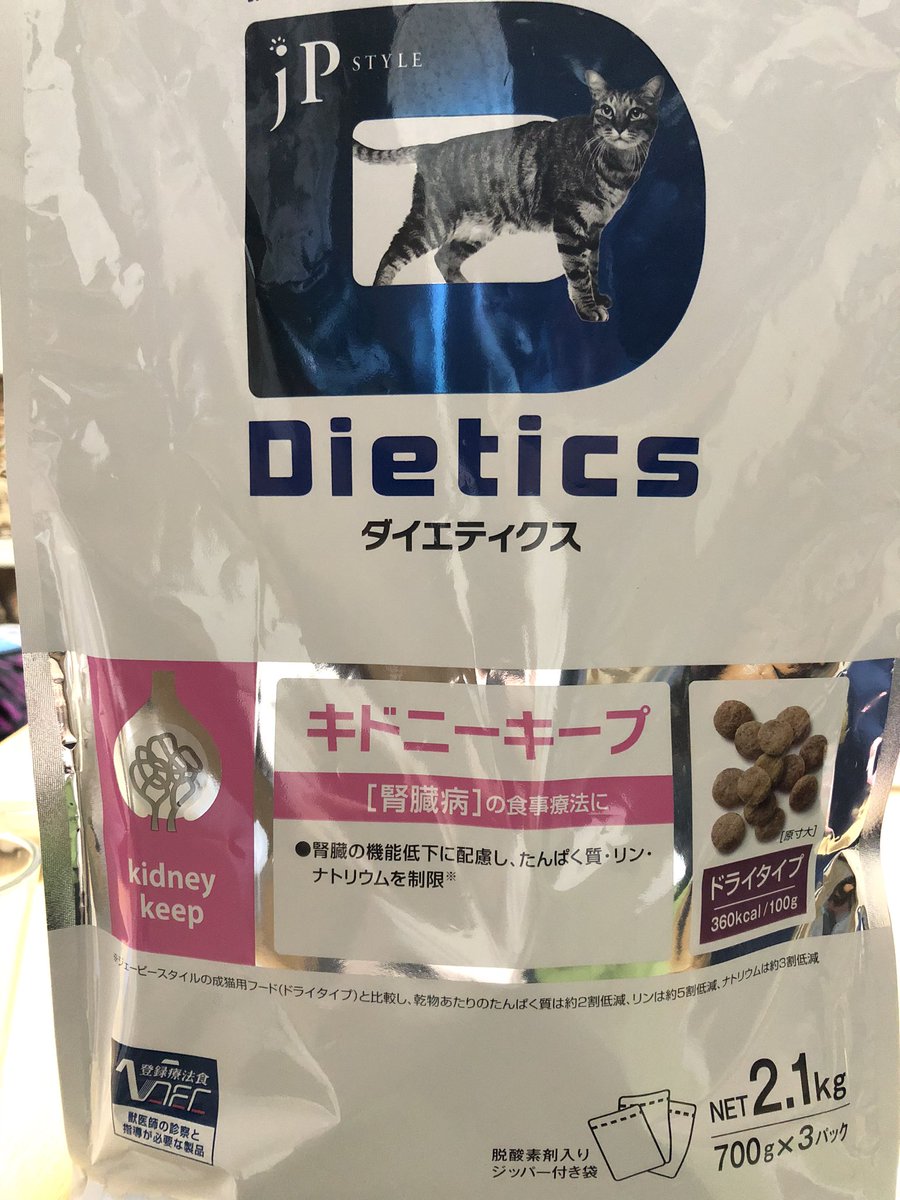 jP STYLE
Dietics
ダイエティクス
キドニーキープ
[腎臓病]の食事療法に
●腎臓の機能低下に配慮し、たんぱく質・リン・
ナトリウムを制限※
kidney
keep
[原寸大]
ドライタイプ
360kcal/100g
※ジェーピースタイルの成猫用フード(ドライタイプ)と比較し、乾物あたりのたんぱく質は約2割低減、リンは約5割低減、ナトリウムは約3割低減
登録療法食
獣医師の診察と
指導が必要な製品
脱酸素剤入り
ジッパー付き袋
NET 2.1kg
700g×3パック